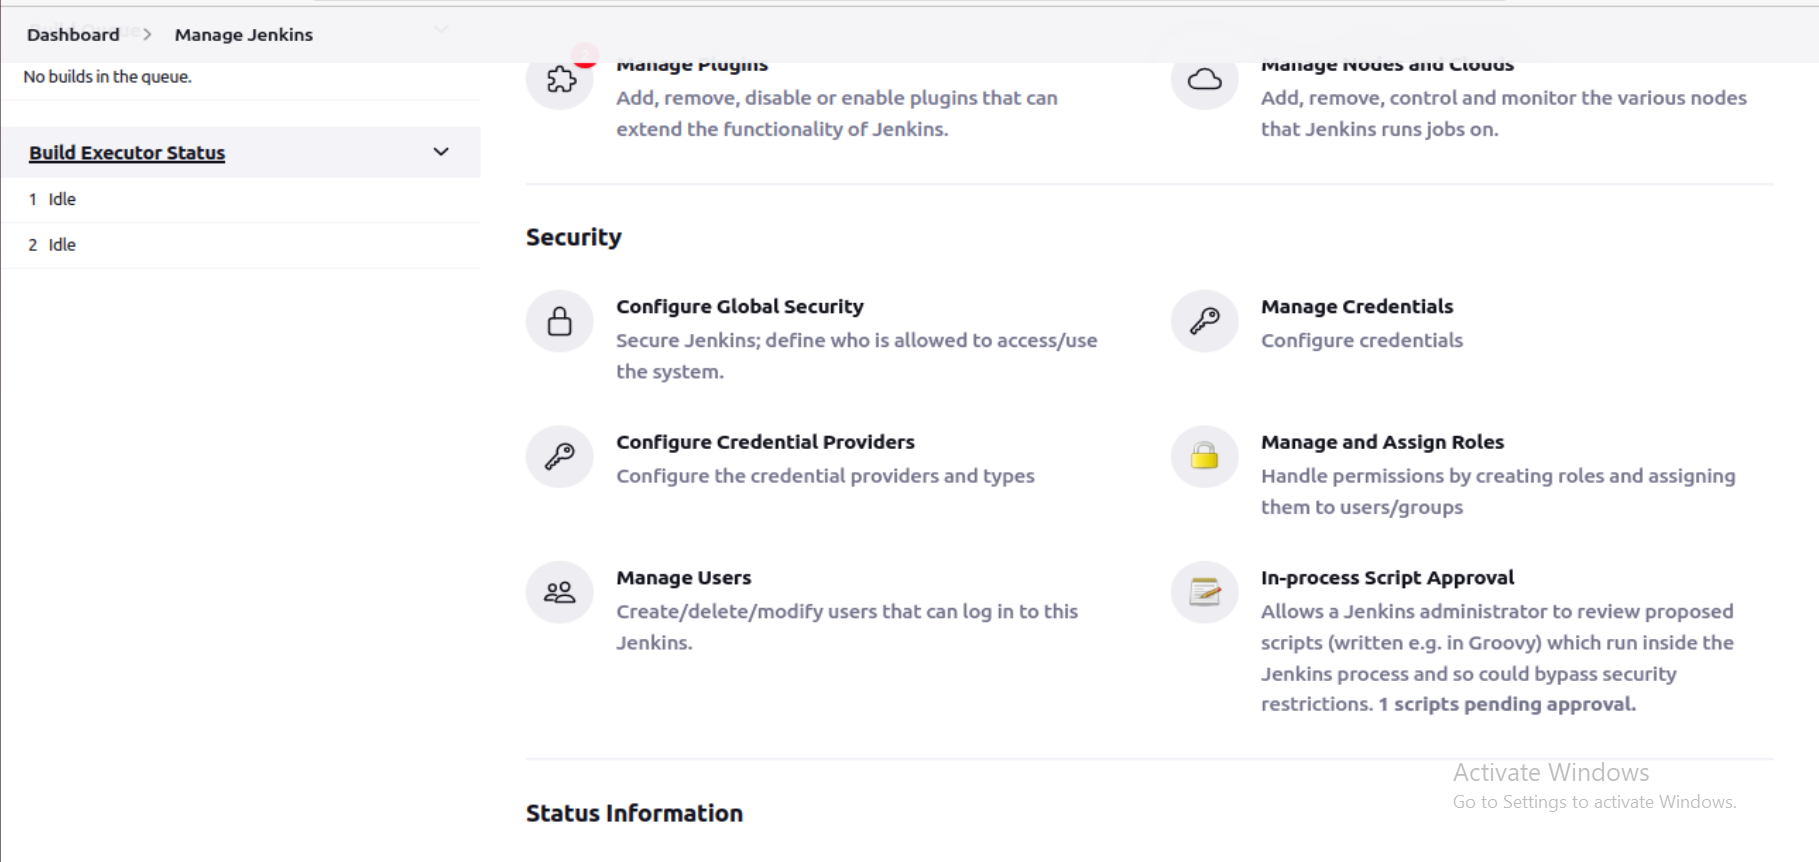 Dashboard > Manage Jenkins
No builds in the queue.
Build Executor Status
1 Idle
2 Idle
Manage Plugins
Add, remove, disable or enable plugins that can
extend the functionality of Jenkins.
Manage Nodes and Clouds
Add, remove, control and monitor the various nodes
that Jenkins runs jobs on.
Security
Configure Global Security
Secure Jenkins; define who is allowed to access/use
the system.
Manage Credentials
Configure credentials
Configure Credential Providers
Configure the credential providers and types
Manage and Assign Roles
Handle permissions by creating roles and assigning
them to users/groups
Manage Users
Create/delete/modify users that can log in to this
Jenkins.
In-process Script Approval
Allows a Jenkins administrator to review proposed
scripts (written e.g. in Groovy) which run inside the
Jenkins process and so could bypass security
restrictions. 1 scripts pending approval.
Status Information
Activate Windows
Go to Settings to activate Windows.